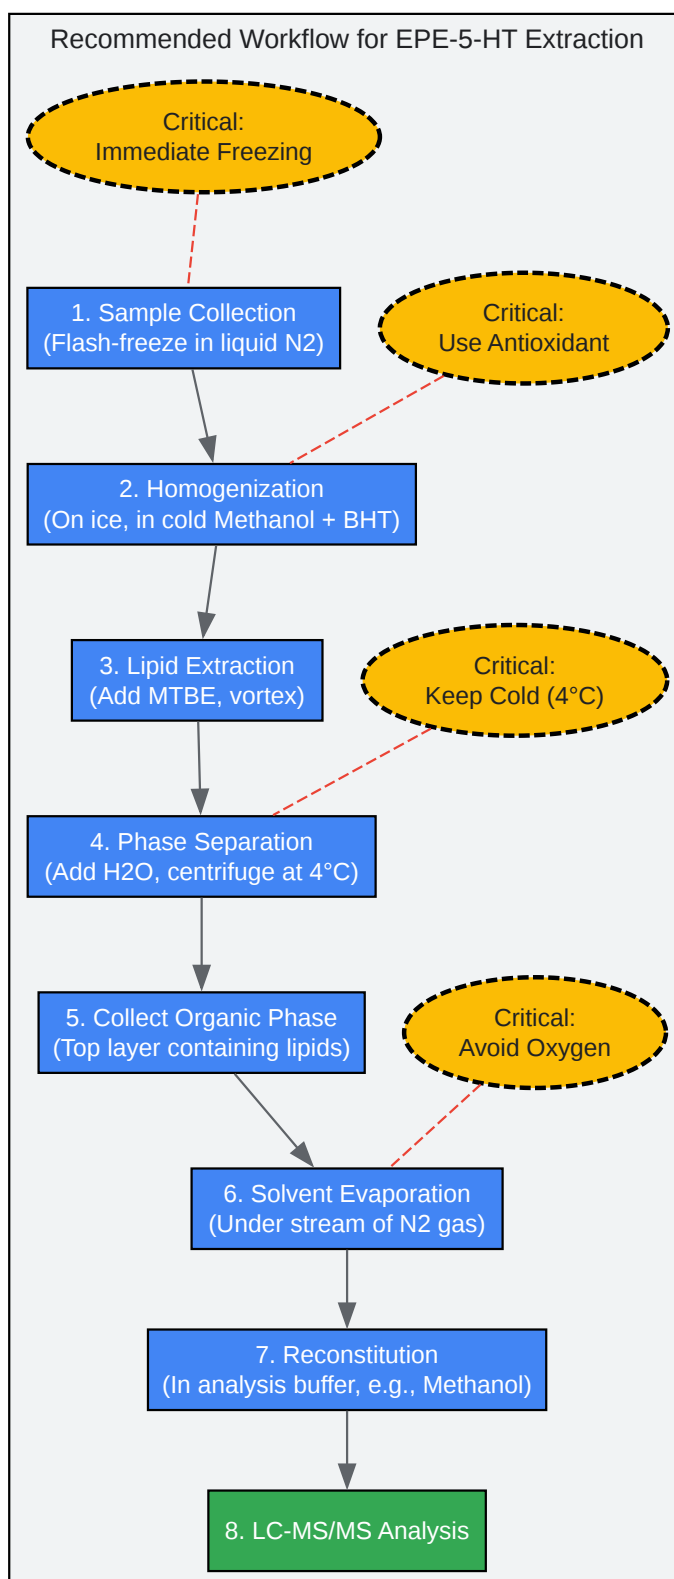 Recommended Workflow for EPE-5-HT Extraction
Critical:
Immediate Freezing
1. Sample Collection
(Flash-freeze in liquid N2)
Critical:
Use Antioxidant
2. Homogenization
(On ice, in cold Methanol + BHT)
3. Lipid Extraction
(Add MTBE, vortex)
Critical:
Keep Cold (4°C)
4. Phase Separation
(Add H2O, centrifuge at 4°C)
5. Collect Organic Phase
(Top layer containing lipids)
Critical:
Avoid Oxygen
6. Solvent Evaporation
(Under stream of N2 gas)
7. Reconstitution
(In analysis buffer, e.g., Methanol)
8. LC-MS/MS Analysis